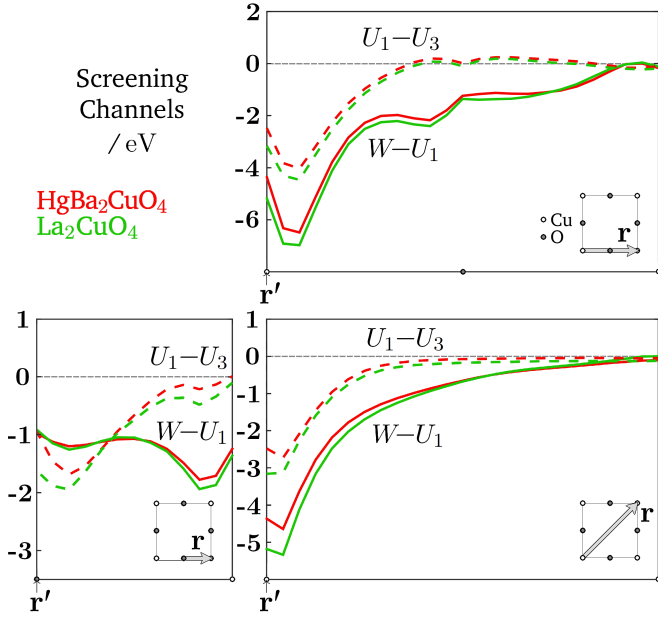 Screening
Channels
/ eV
HgBa₂CuO₄
La₂CuO₄
0
-2
-4
-6
U₁−U₃
W−U₁
Cu
O
r
r′
1
0
-1
-2
-3
U₁−U₃
W−U₁
r
r′
1
0
-1
-2
-3
-4
-5
U₁−U₃
W−U₁
r
r′